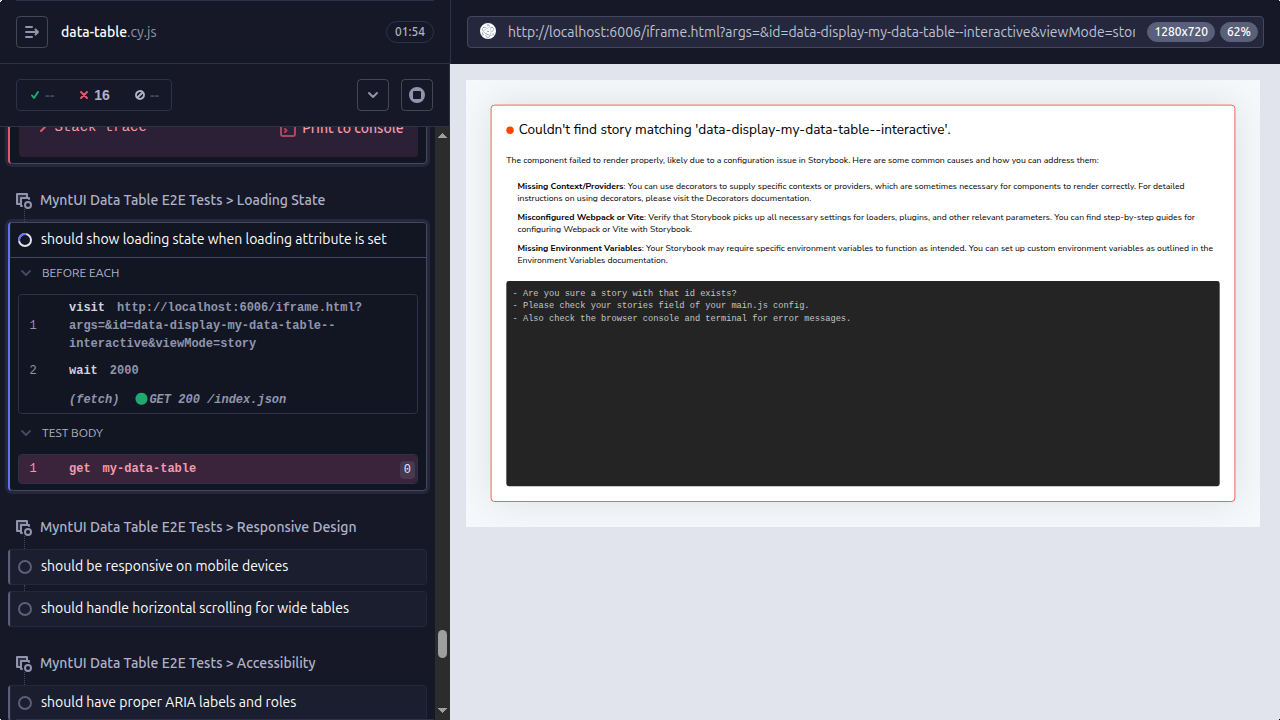 data-table.cy.js
01:54
--
16
--
Stack trace
Print to console
MyntUI Data Table E2E Tests > Loading State
should show loading state when loading attribute is set
BEFORE EACH
1 visit http://localhost:6006/iframe.html?
args=&id=data-display-my-data-table--
interactive&viewMode=story
2 wait 2000
(fetch) GET 200 /index.json
TEST BODY
1 get my-data-table 0
MyntUI Data Table E2E Tests > Responsive Design
should be responsive on mobile devices
should handle horizontal scrolling for wide tables
MyntUI Data Table E2E Tests > Accessibility
should have proper ARIA labels and roles
http://localhost:6006/iframe.html?args=&id=data-display-my-data-table--interactive&viewMode=stor
1280x720
62%
Couldn't find story matching 'data-display-my-data-table--interactive'.
The component failed to render properly, likely due to a configuration issue in Storybook. Here are some common causes and how you can address them:
Missing Context/Providers: You can use decorators to supply specific contexts or providers, which are sometimes necessary for components to render correctly. For detailed
instructions on using decorators, please visit the Decorators documentation.
Misconfigured Webpack or Vite: Verify that Storybook picks up all necessary settings for loaders, plugins, and other relevant parameters. You can find step-by-step guides for
configuring Webpack or Vite with Storybook.
Missing Environment Variables: Your Storybook may require specific environment variables to function as intended. You can set up custom environment variables as outlined in the
Environment Variables documentation.
- Are you sure a story with that id exists?
- Please check your stories field of your main.js config.
- Also check the browser console and terminal for error messages.